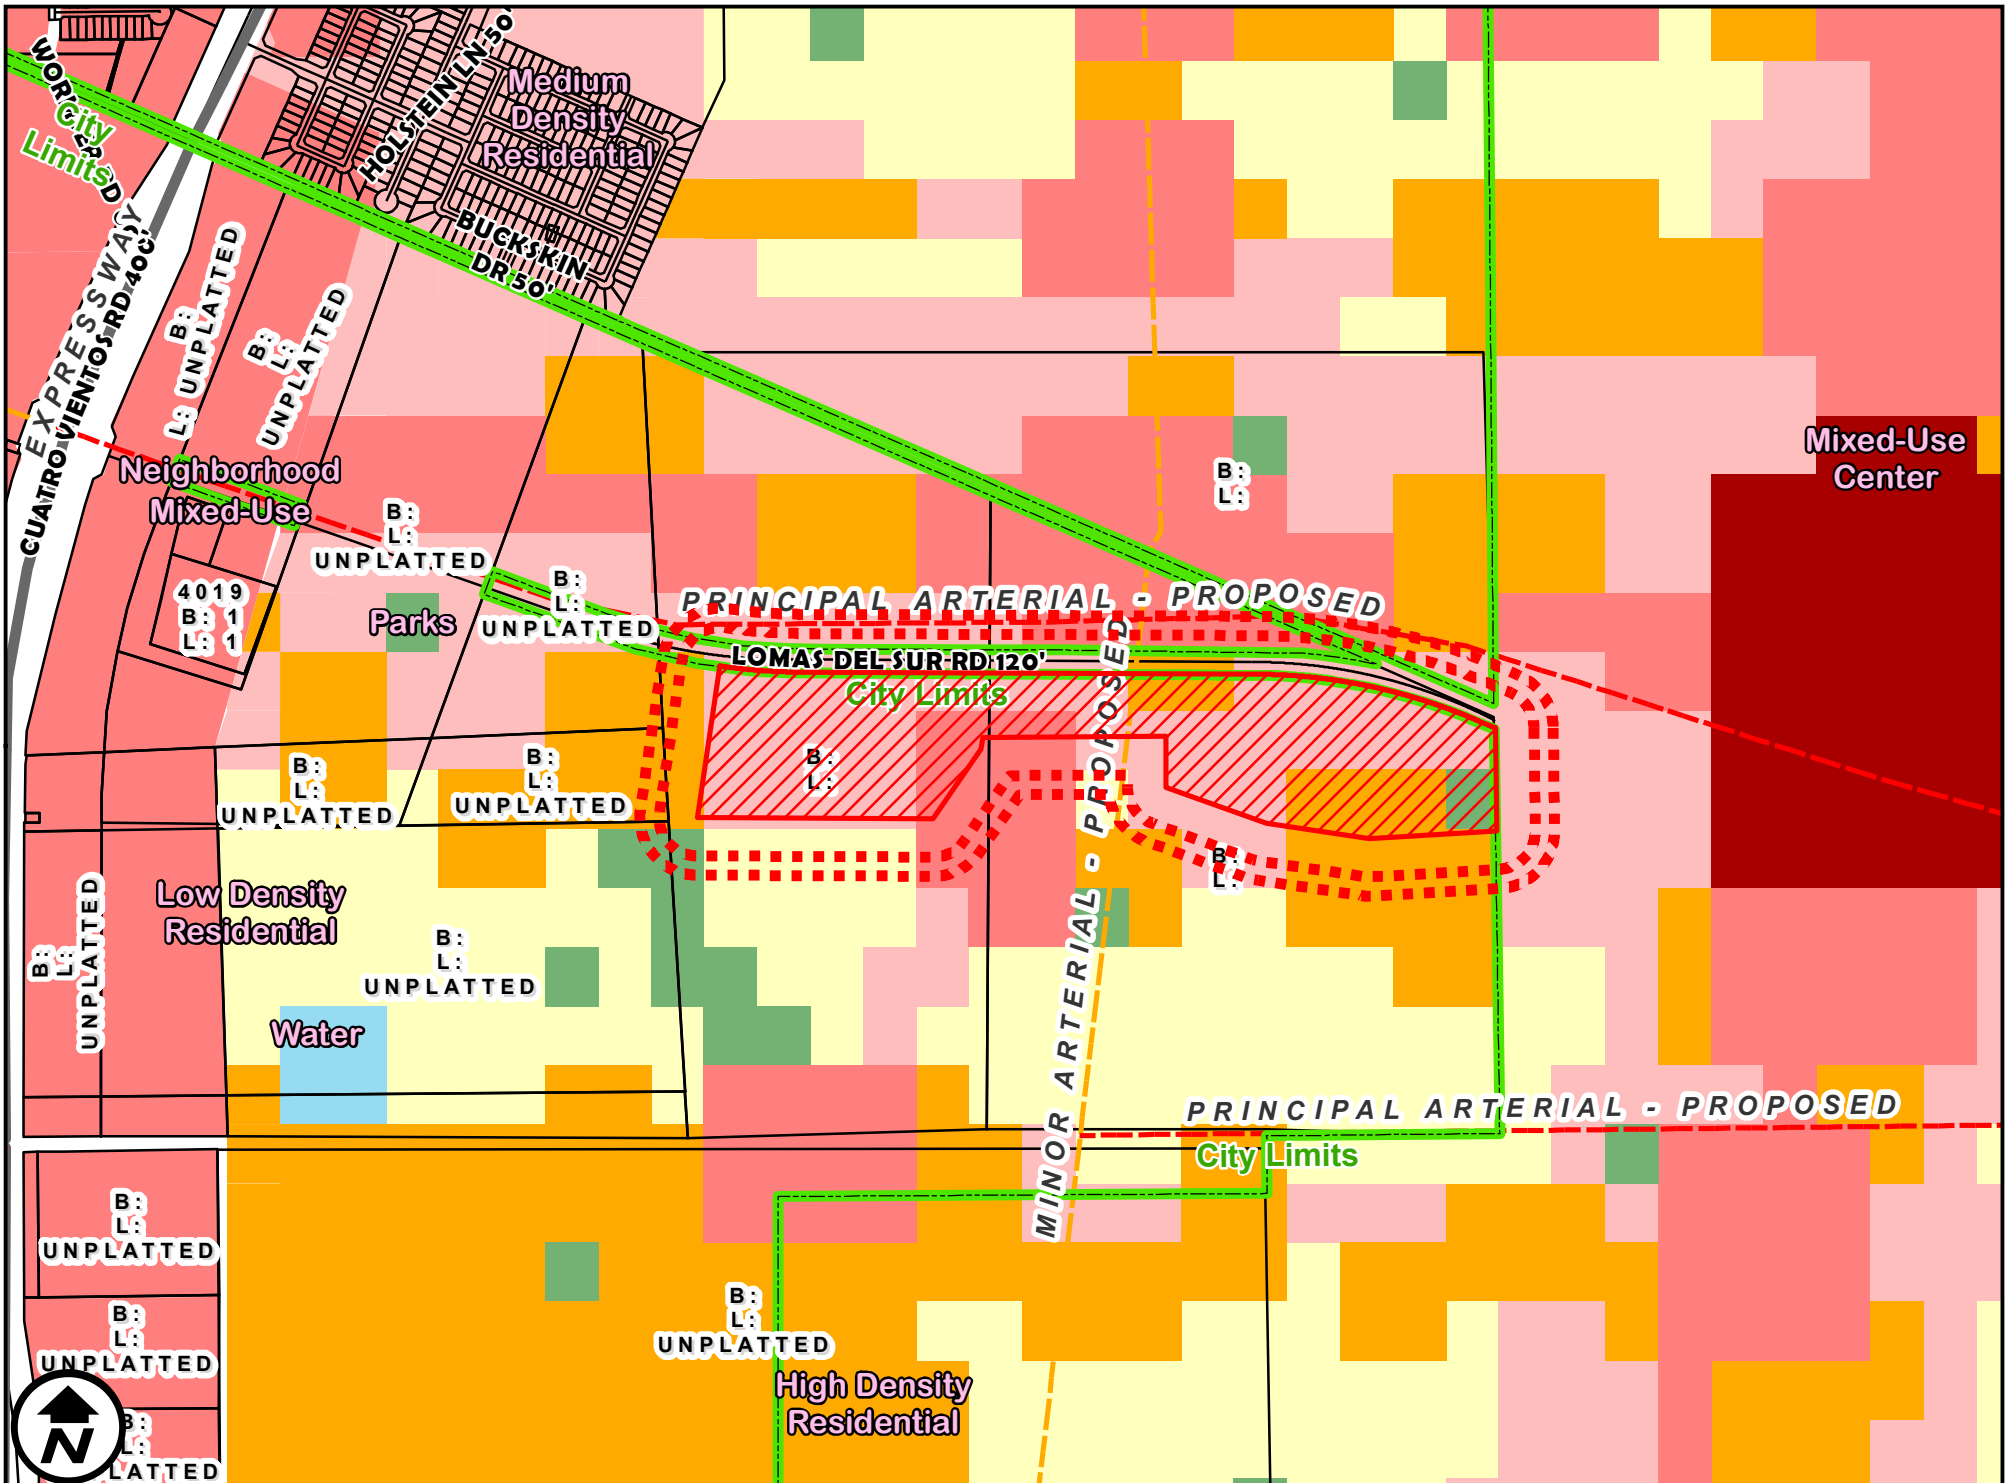 WORMSER RD
City
Limits
HOLSTEIN LN 50'
Medium
Density
Residential
BUCKSKIN
DR 50'
EXPRESSWAY
CUATRO VIENTOS RD 400'
B:
L: UNPLATTED
B:
L:
UNPLATTED
Neighborhood
Mixed-Use
B:
L:
UNPLATTED
Mixed-Use
Center
B:
L:
4019
B: 1
L: 1
Parks
B:
L:
UNPLATTED
PRINCIPAL ARTERIAL - PROPOSED
LOMAS DEL SUR RD 120'
City Limits
B:
L:
UNPLATTED
B:
L:
UNPLATTED
B:
L:
MINOR ARTERIAL - PROPOSED
B:
L:
Low Density
Residential
B:
L:
UNPLATTED
B:
L:
UNPLATTED
Water
PRINCIPAL ARTERIAL - PROPOSED
City Limits
B:
L:
UNPLATTED
B:
L:
UNPLATTED
B:
L:
UNPLATTED
High Density
Residential
B:
L:
LATTED
N